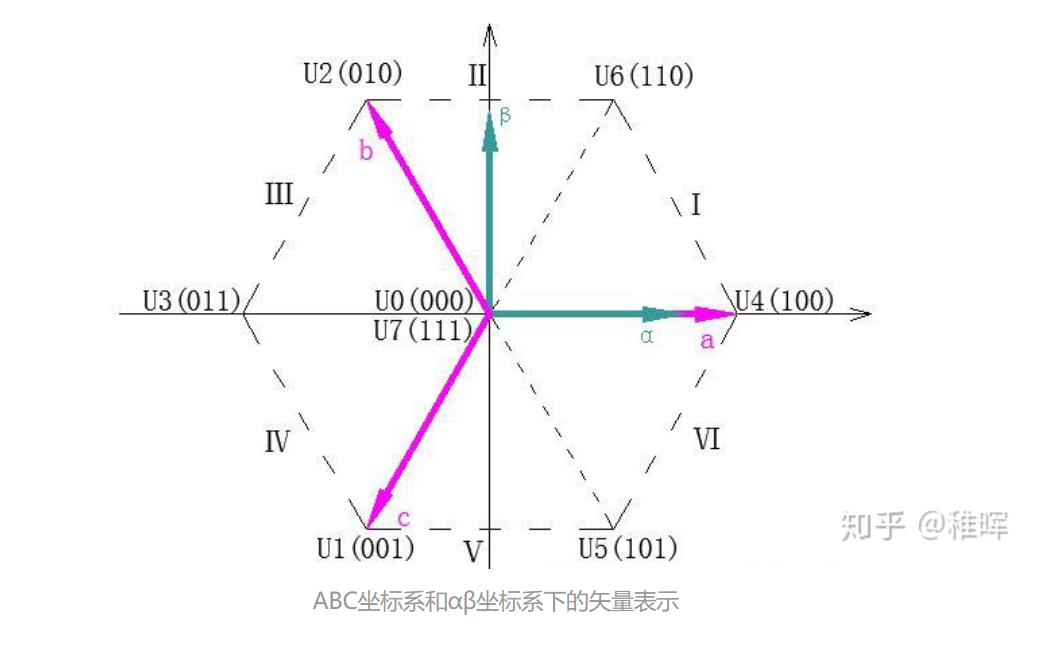 U2(010)
II
U6(110)
β
b
III
I
U3(011)
U0(000)
U4(100)
U7(111)
α
a
IV
VI
c
U1(001)
V
U5(101)
知乎 @稚晖
ABC坐标系和αβ坐标系下的矢量表示